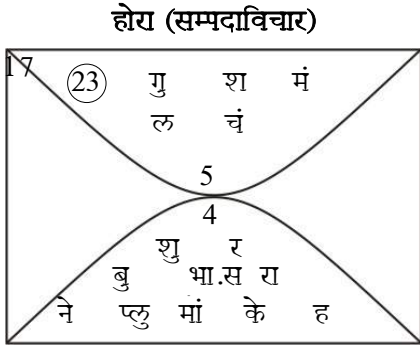 होरा (सम्पदाविचार)
17
23 गु श मं
ल चं
5
4
शु र
बु भा.स रा
ने प्लु मां के ह